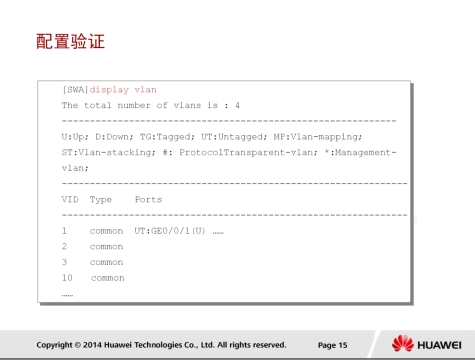 配置验证
[SWA]display vlan
The total number of vlans is : 4
------------------------------------------------------------
U:Up; D:Down; TG:Tagged; UT:Untagged; MP:Vlan-mapping;
ST:Vlan-stacking; #: ProtocolTransparent-vlan; *:Management-
vlan;
--------------------------------------------------------------
VID Type Ports
--------------------------------------------------------------
1 common UT:GE0/0/1(U) ……
2 common
3 common
10 common
……
Copyright © 2014 Huawei Technologies Co., Ltd. All rights reserved. Page 15 HUAWEI